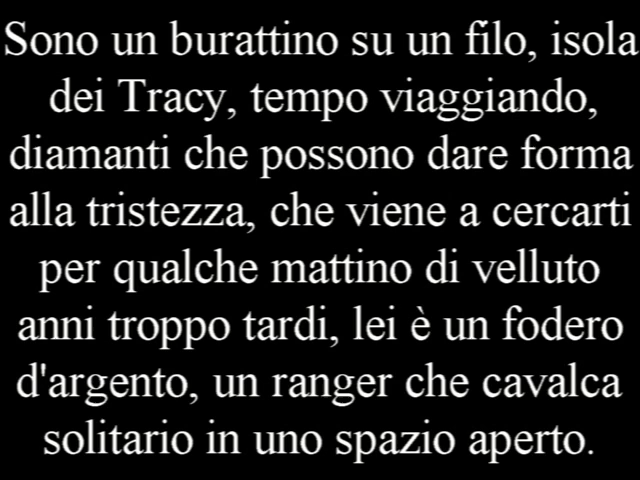 Sono un burattino su un filo, isola
dei Tracy, tempo viaggiando,
diamanti che possono dare forma
alla tristezza, che viene a cercarti
per qualche mattino di velluto
anni troppo tardi, lei è un fodero
d'argento, un ranger che cavalca
solitario in uno spazio aperto.